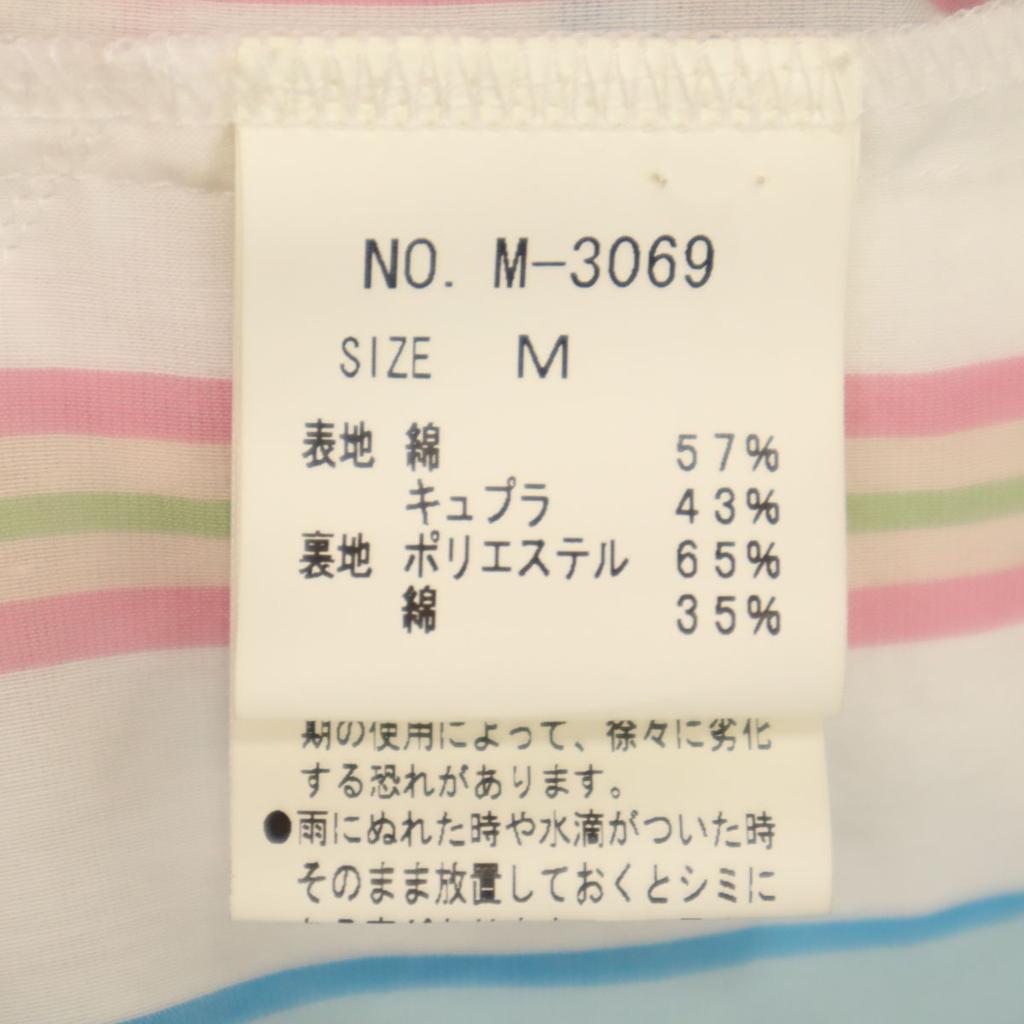 NO. M-3069
SIZE M
表地 綿 57%
キュプラ 43%
裏地 ポリエステル 65%
綿 35%
期の使用によって、徐々に劣化
する恐れがあります。
●雨にぬれた時や水滴がついた時
そのまま放置しておくとシミに